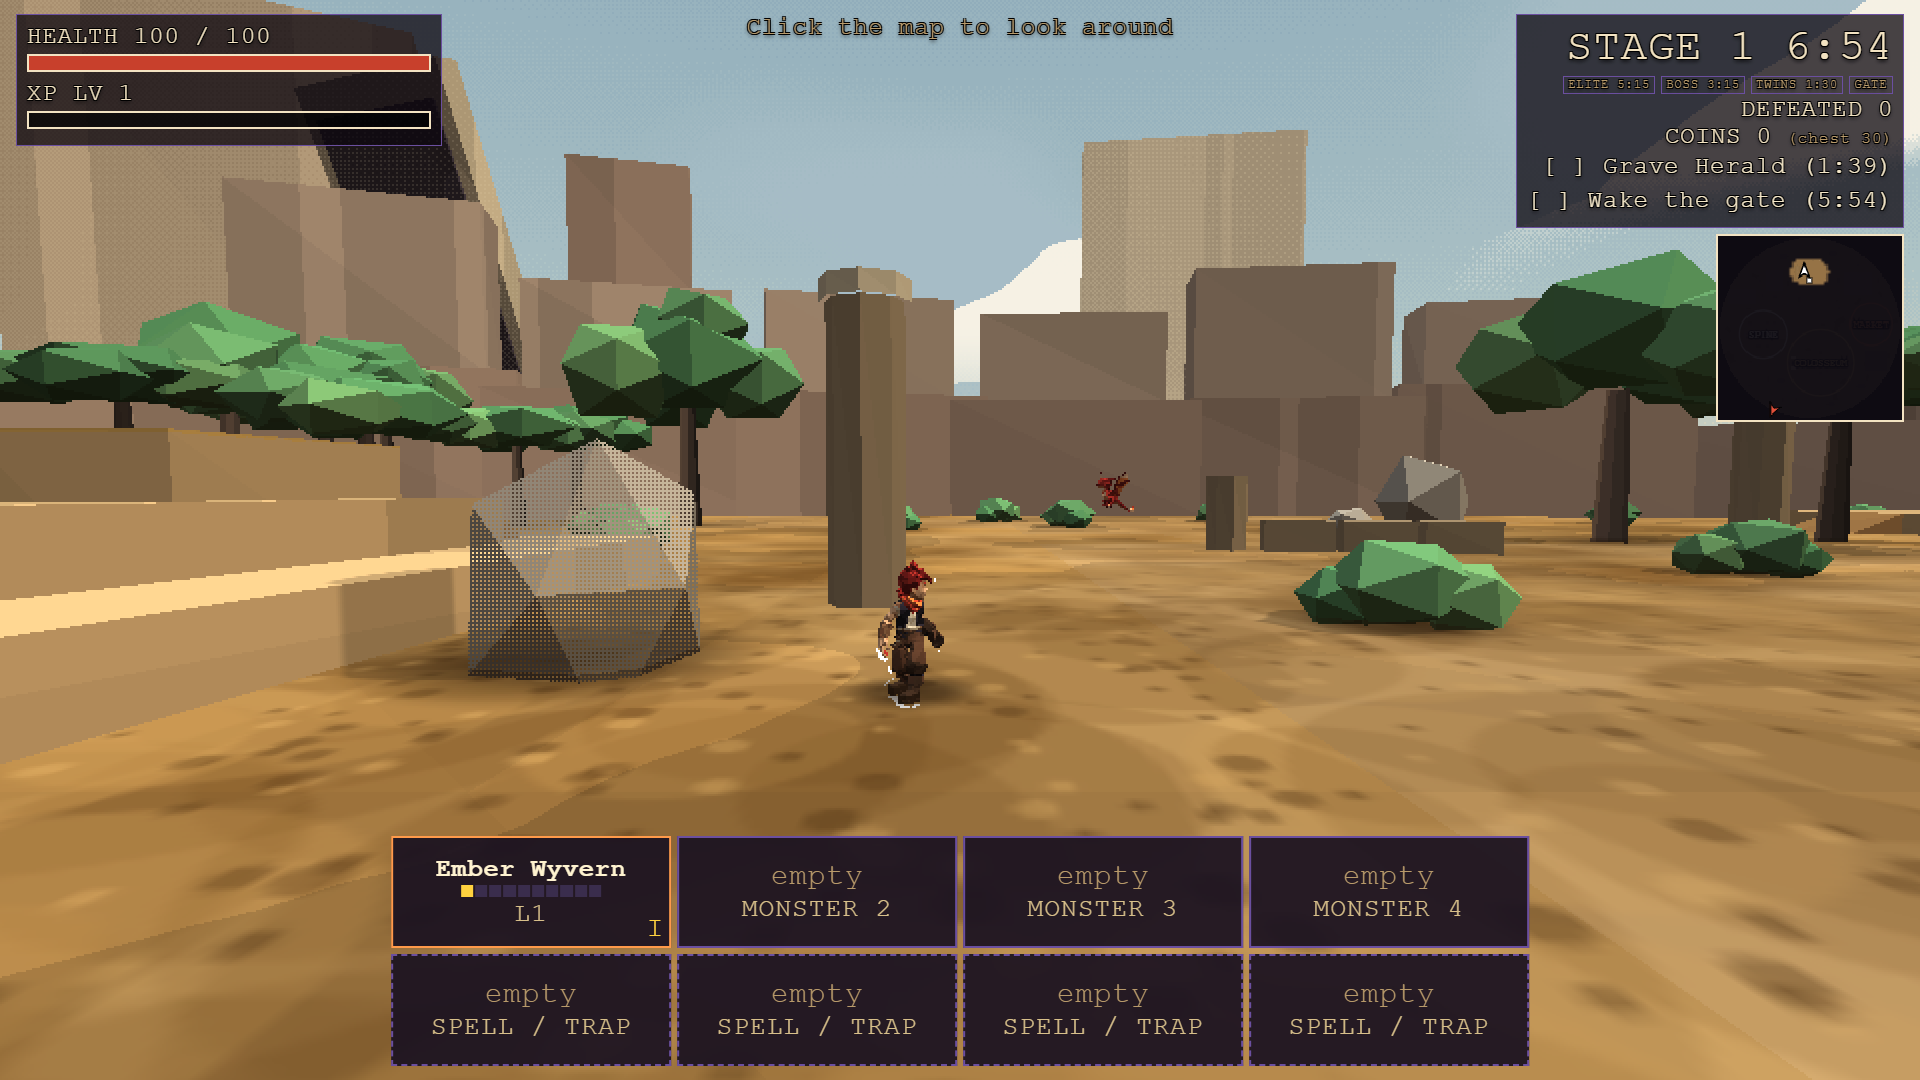 HEALTH 100 / 100
XP LV 1
Click the map to look around
STAGE 1 6:54
ELITE 5:15 BOSS 3:15 TWINS 1:30 GATE
DEFEATED 0
COINS 0 (chest 30)
[ ] Grave Herald (1:39)
[ ] Wake the gate (5:54)
Ember Wyvern
L1
I
empty
MONSTER 2
empty
MONSTER 3
empty
MONSTER 4
empty
SPELL / TRAP
empty
SPELL / TRAP
empty
SPELL / TRAP
empty
SPELL / TRAP